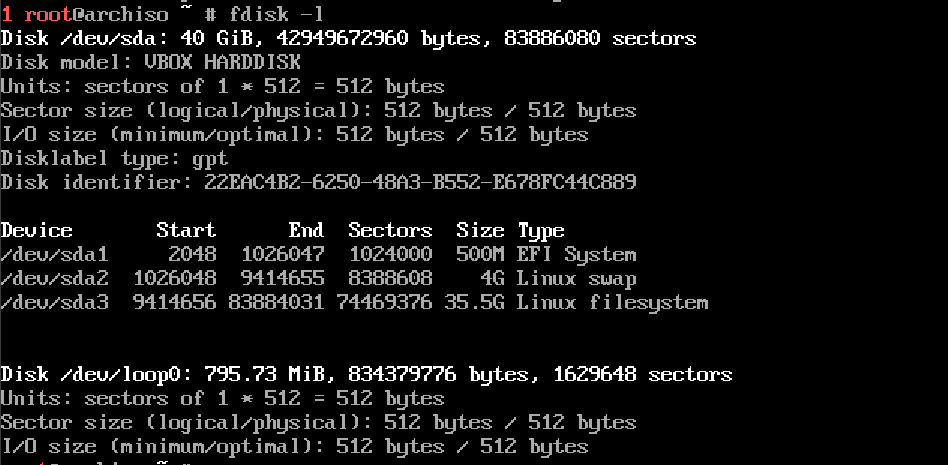 1 root@archiso ~ # fdisk -l
Disk /dev/sda: 40 GiB, 42949672960 bytes, 83886080 sectors
Disk model: VBOX HARDDISK
Units: sectors of 1 * 512 = 512 bytes
Sector size (logical/physical): 512 bytes / 512 bytes
I/O size (minimum/optimal): 512 bytes / 512 bytes
Disklabel type: gpt
Disk identifier: 22EAC4B2-6250-48A3-B552-E678FC44C889
Device Start End Sectors Size Type
/dev/sda1 2048 1026047 1024000 500M EFI System
/dev/sda2 1026048 9414655 8388608 4G Linux swap
/dev/sda3 9414656 83884031 74469376 35.5G Linux filesystem
Disk /dev/loop0: 795.73 MiB, 834379776 bytes, 1629648 sectors
Units: sectors of 1 * 512 = 512 bytes
Sector size (logical/physical): 512 bytes / 512 bytes
I/O size (minimum/optimal): 512 bytes / 512 bytes